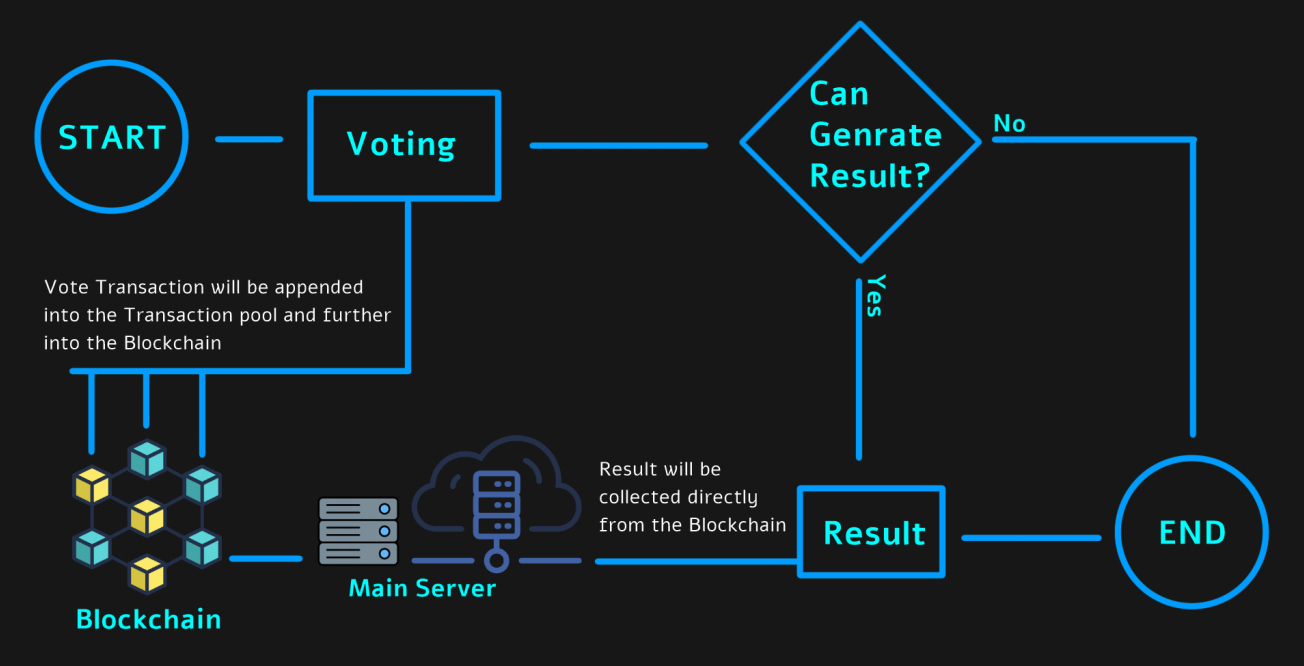 START
Voting
Can
Genrate
Result?
No
Yes
Vote Transaction will be appended
into the Transaction pool and further
into the Blockchain
Result will be
collected directly
from the Blockchain
Result
END
Main Server
Blockchain